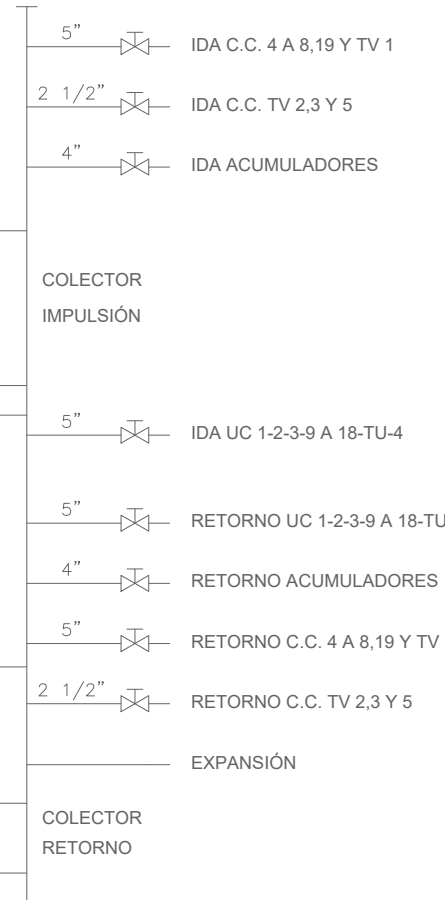 5”
IDA C.C. 4 A 8,19 Y TV 1
2 1/2”
IDA C.C. TV 2,3 Y 5
4”
IDA ACUMULADORES
COLECTOR
IMPULSIÓN
5”
IDA UC 1-2-3-9 A 18-TU-4
5”
RETORNO UC 1-2-3-9 A 18-TU
4”
RETORNO ACUMULADORES
5”
RETORNO C.C. 4 A 8,19 Y TV
2 1/2”
RETORNO C.C. TV 2,3 Y 5
EXPANSIÓN
COLECTOR
RETORNO